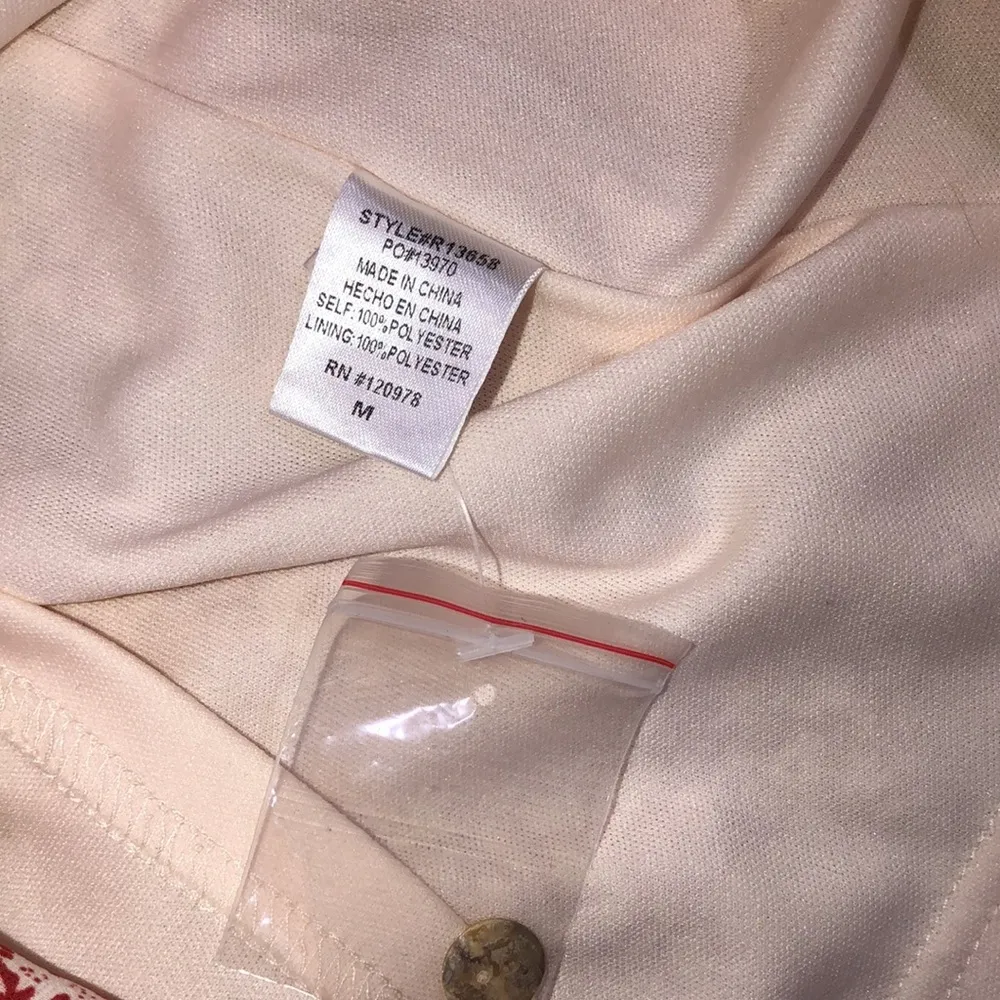 STYLE#R13658
PO#13970
MADE IN CHINA
HECHO EN CHINA
SELF:100%POLYESTER
LINING:100%POLYESTER
RN #120978
M